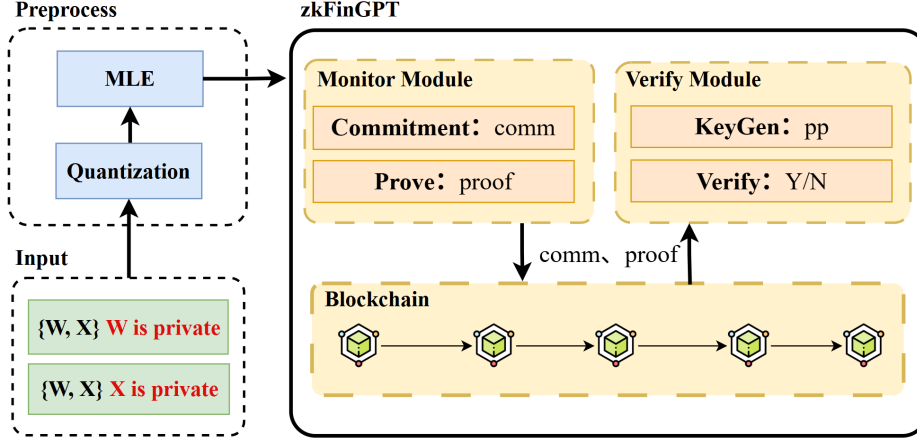 Preprocess
MLE
Quantization
Input
{W, X} W is private
{W, X} X is private
zkFinGPT
Monitor Module
Commitment：comm
Prove：proof
Verify Module
KeyGen：pp
Verify：Y/N
comm、proof
Blockchain